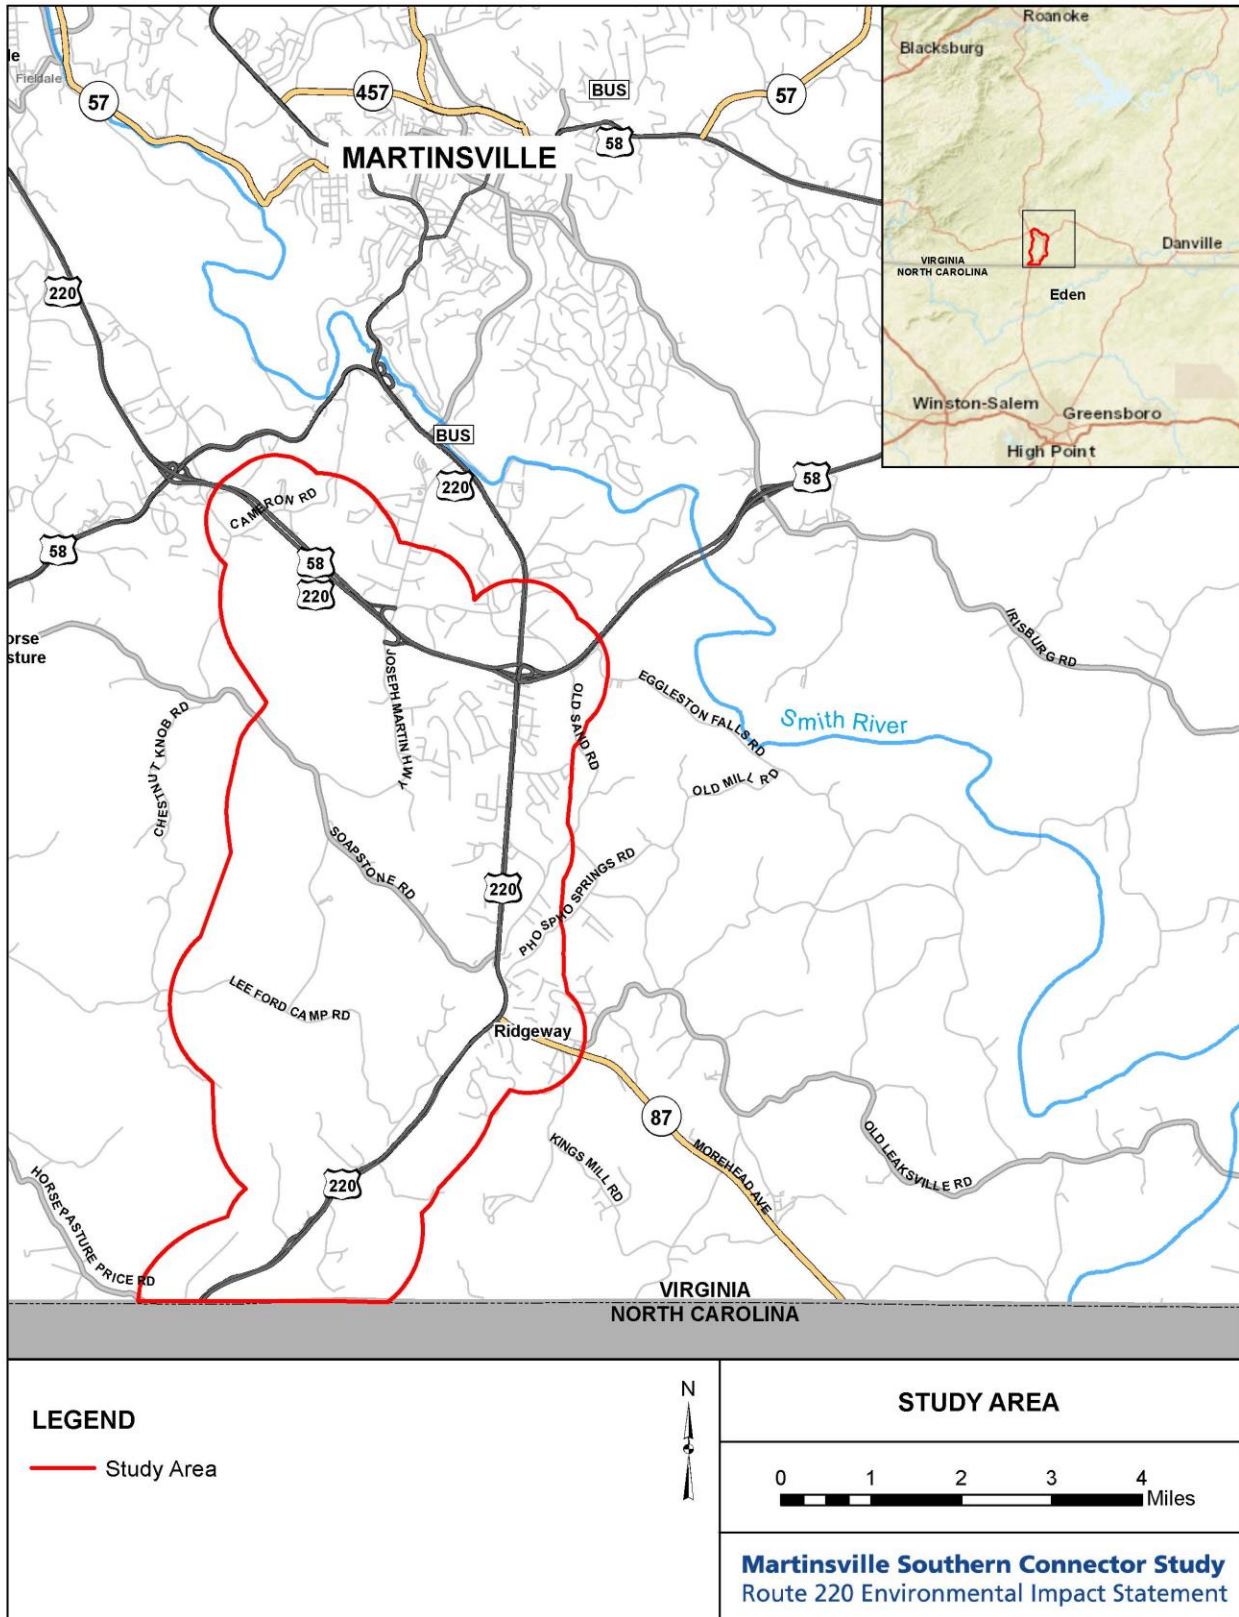 Roanoke
Blacksburg
le
Fieldale
57
457
BUS
57
58
MARTINSVILLE
Danville
VIRGINIA
NORTH CAROLINA
Eden
220
Winston-Salem
Greensboro
High Point
BUS
220
58
CAMERON RD
58
58
220
orse
sture
IRISBURG RD
JOSEPH MARTIN HWY
OLD SAND RD
EGGLESTON FALLS RD
Smith River
CHESTNUT KNOB RD
OLD MILL RD
SOAPSTONE RD
220
PHOSPHO SPRINGS RD
LEE FORD CAMP RD
Ridgeway
87
KINGS MILL RD
MOREHEAD AVE
OLD LEAKSVILLE RD
220
HORSEPASTURE PRICE RD
VIRGINIA
NORTH CAROLINA
LEGEND
Study Area
N
STUDY AREA
0 1 2 3 4
Miles
Martinsville Southern Connector Study
Route 220 Environmental Impact Statement